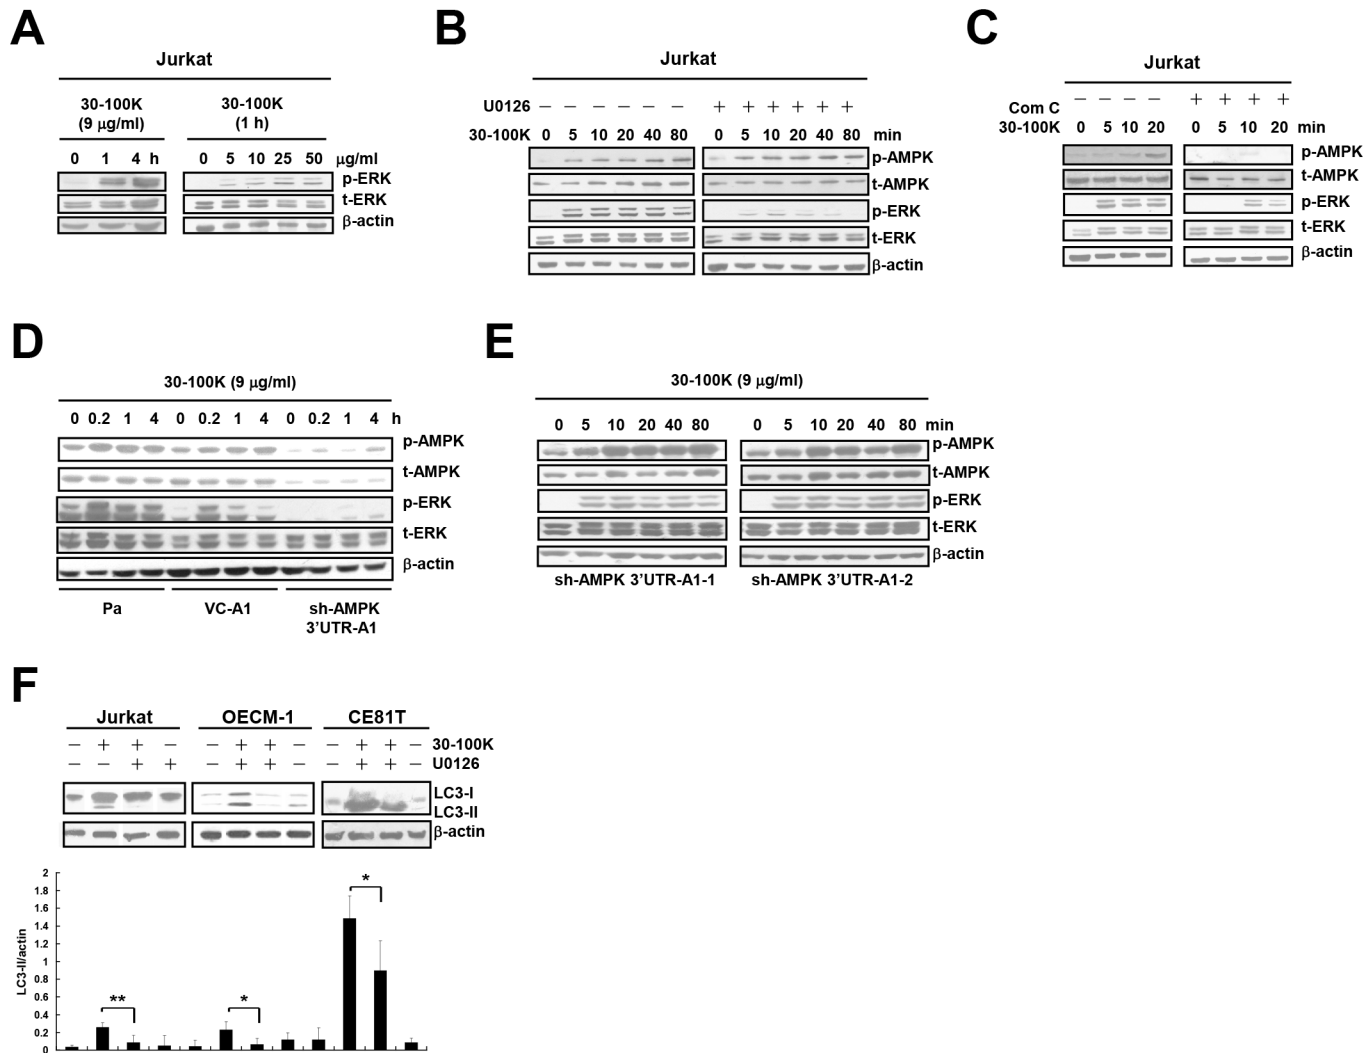 A
Jurkat
30-100K (9 μg/ml)
30-100K (1 h)
0 1 4 h
0 5 10 25 50 μg/ml
p-ERK
t-ERK
β-actin
B
Jurkat
U0126 – – – – – – + + + + + +
30-100K 0 5 10 20 40 80 0 5 10 20 40 80 min
p-AMPK
t-AMPK
p-ERK
t-ERK
β-actin
C
Jurkat
Com C – – – – + + + +
30-100K 0 5 10 20 0 5 10 20 min
p-AMPK
t-AMPK
p-ERK
t-ERK
β-actin
D
30-100K (9 μg/ml)
0 0.2 1 4 0 0.2 1 4 0 0.2 1 4 h
p-AMPK
t-AMPK
p-ERK
t-ERK
β-actin
Pa VC-A1 sh-AMPK
3'UTR-A1
E
30-100K (9 μg/ml)
0 5 10 20 40 80 0 5 10 20 40 80 min
p-AMPK
t-AMPK
p-ERK
t-ERK
β-actin
sh-AMPK 3'UTR-A1-1 sh-AMPK 3'UTR-A1-2
F
Jurkat OECM-1 CE81T
– + + – – + + – – + + – 30-100K
– – + + – + + – – + + – U0126
LC3-I
LC3-II
β-actin
LC3-II/actin
2
1.8
1.6
1.4
1.2
1
0.8
0.6
0.4
0.2
0
**
*
*